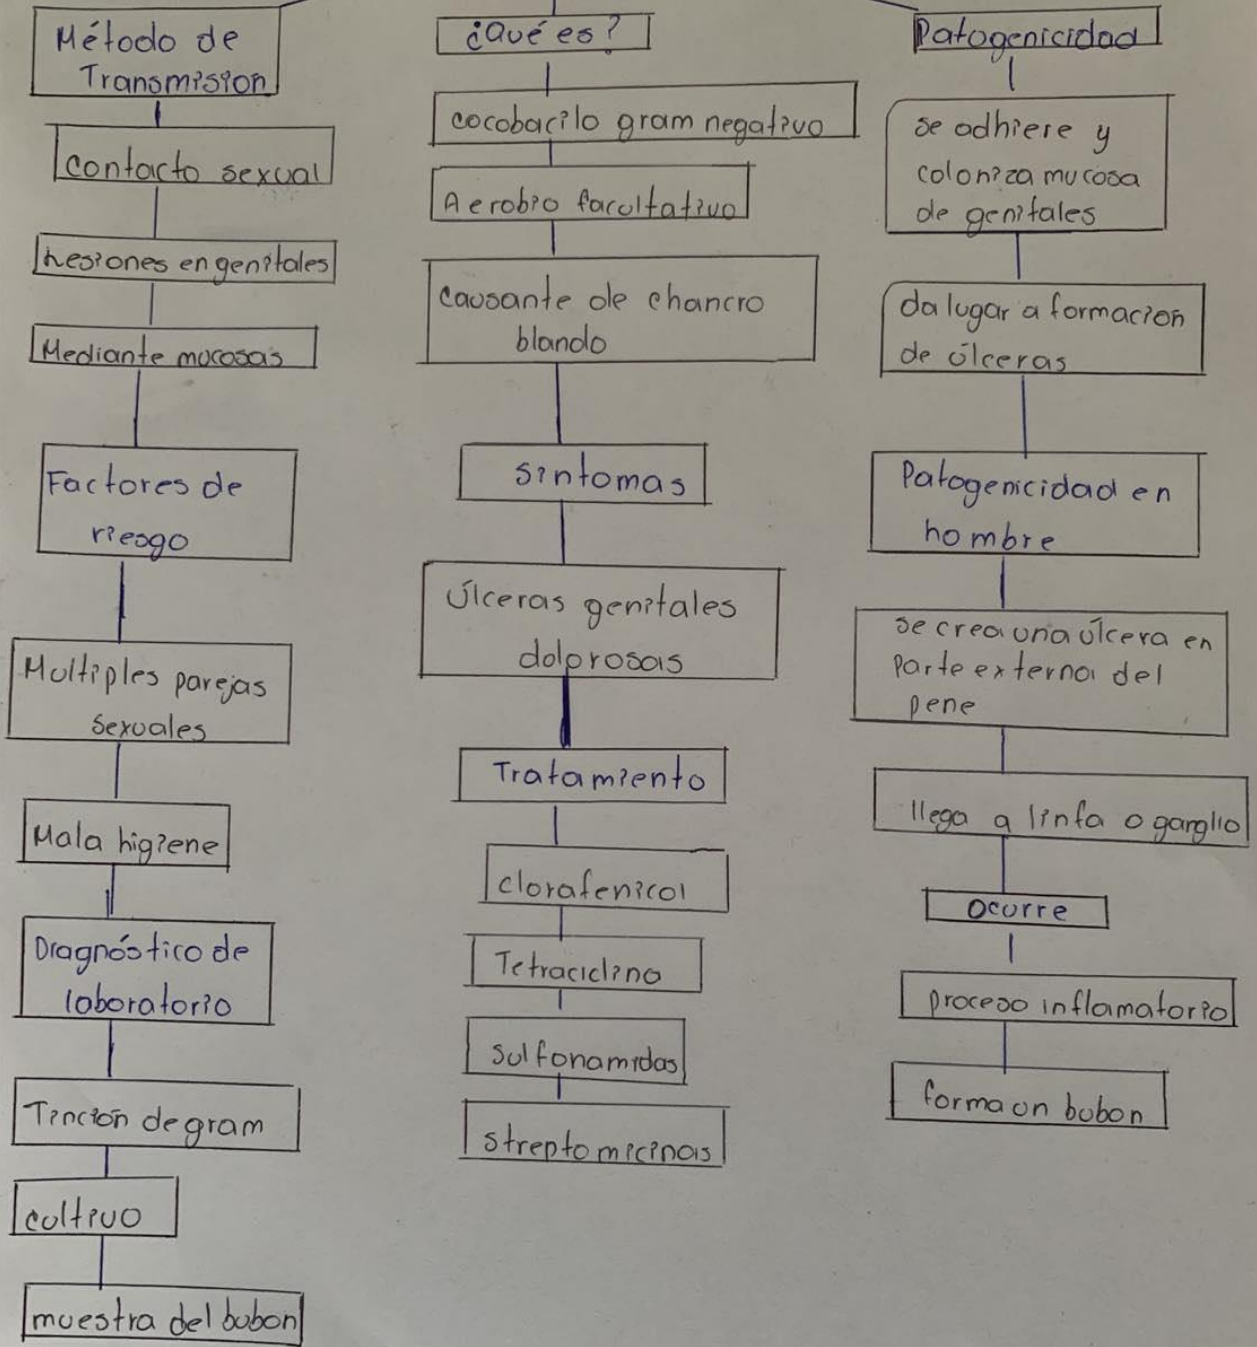 Método de
Transmision
Contacto sexual
Lesiones en genitales
Mediante mucosas
Factores de
riesgo
Multiples parejas
sexuales
Mala higiene
Diagnóstico de
laboratorio
Tinción de gram
cultivo
muestra del bubon
¿Qué es?
cocobacilo gram negativo
Aerobio facultativo
Causante de chancro
blando
sintomas
Úlceras genitales
dolorosas
Tratamiento
clorafenicol
Tetraciclina
sulfonamidas
streptomicinas
Patogenicidad
se adhiere y
coloniza mucosa
de genitales
da lugar a formacion
de úlceras
Patogenicidad en
hombre
se crea una úlcera en
parte externa del
pene
llega a linfa o ganglio
ocurre
proceso inflamatorio
forma un bubon